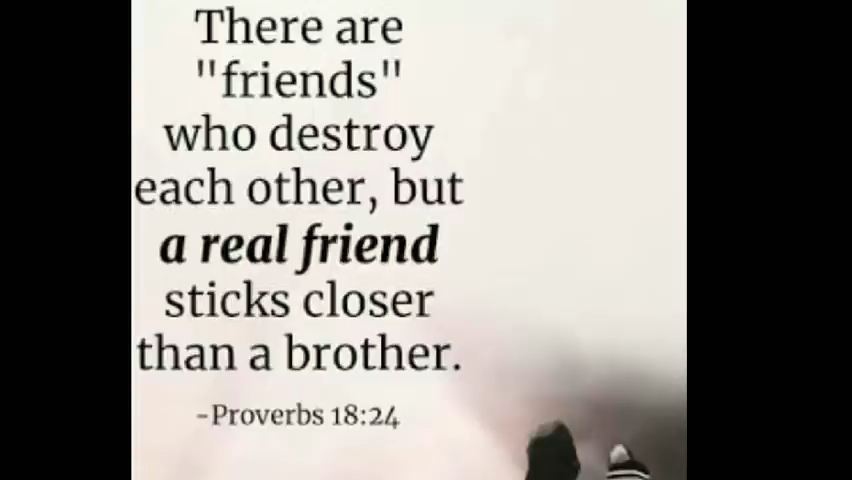 There are
"friends"
who destroy
each other, but
a real friend
sticks closer
than a brother.
-Proverbs 18:24